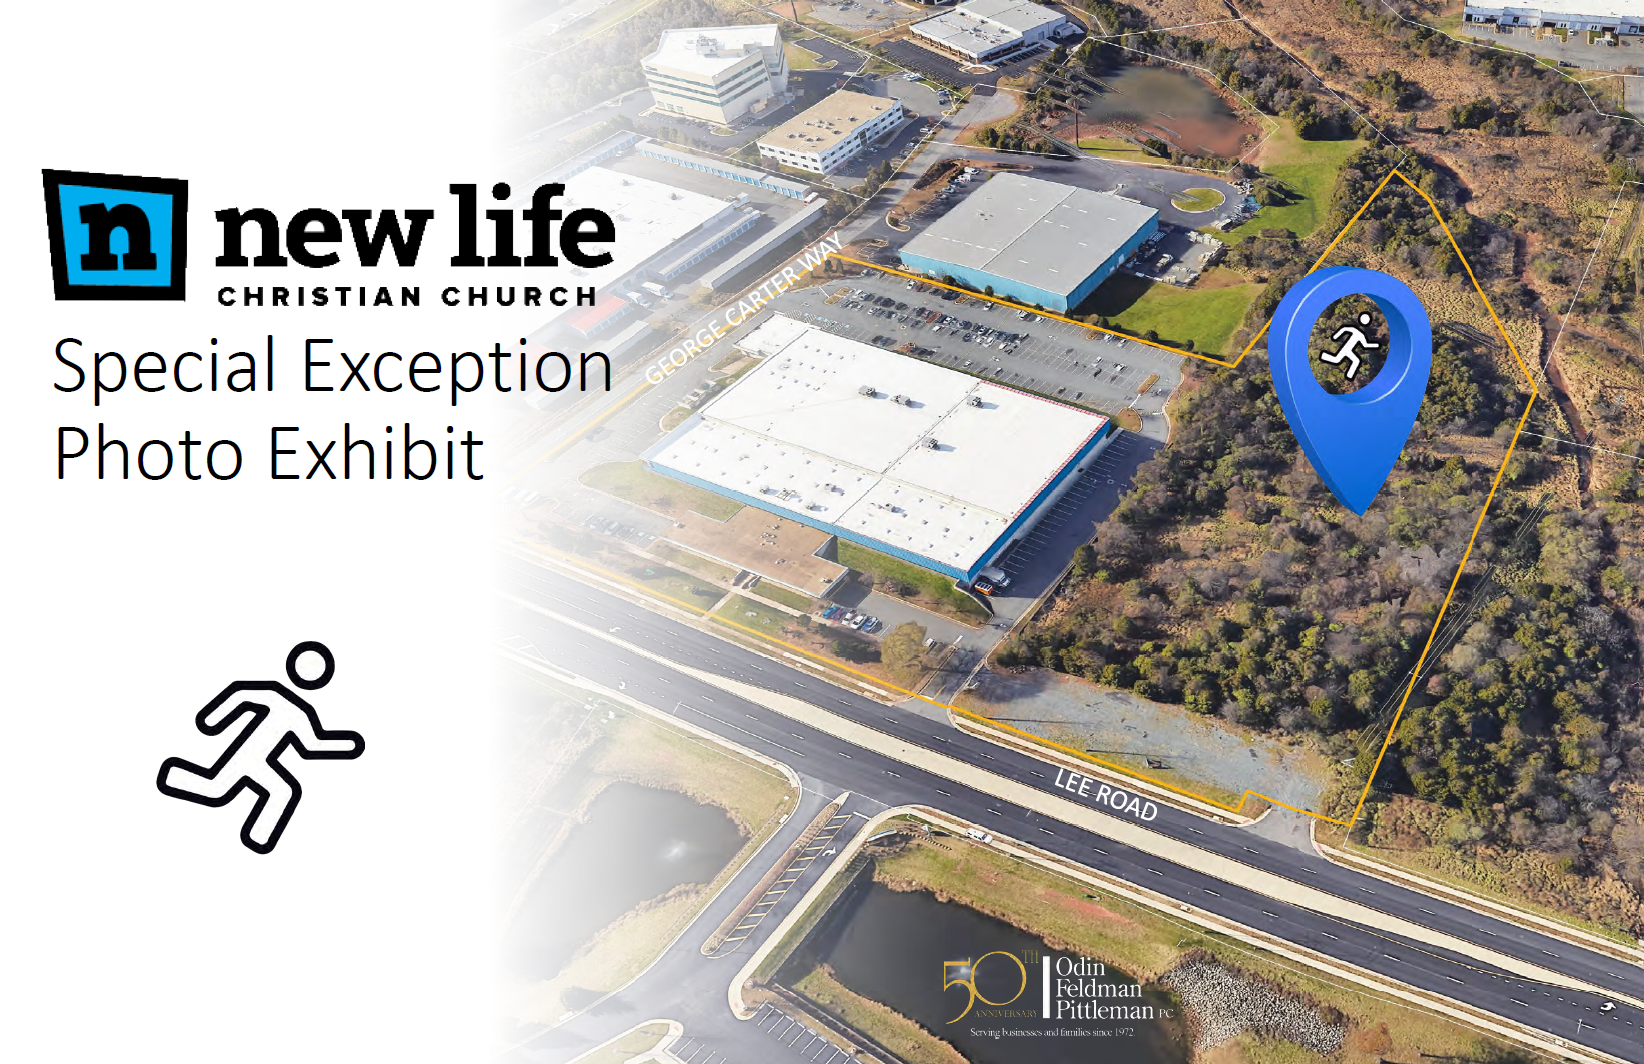 n new life
CHRISTIAN CHURCH
Special Exception
Photo Exhibit
GEORGE CARTER WAY
LEE ROAD
50TH
ANNIVERSARY
Odin
Feldman
Pittleman PC
Serving businesses and families since 1972